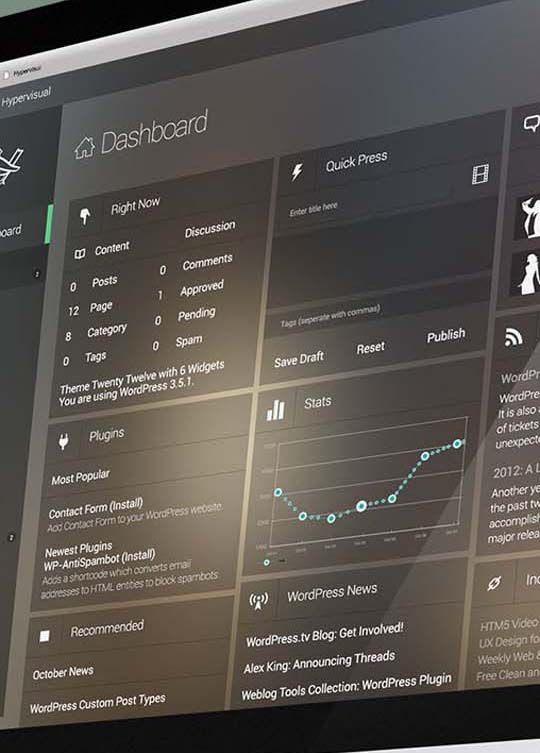 Hypervisual
Hypervisual
Dashboard
oard
Right Now
Content
Discussion
0 Posts
0 Comments
12 Page
1 Approved
8 Category
0 Pending
0 Tags
0 Spam
Theme Twenty Twelve with 6 Widgets
You are using WordPress 3.5.1.
Quick Press
Enter title here
Tags (seperate with commas)
Save Draft
Reset
Publish
Plugins
Most Popular
Contact Form (Install)
Add Contact Form to your WordPress website
Newest Plugins
WP-AntiSpambot (Install)
Adds a shortcode which converts email
addresses to HTML entities to block spambots
Stats
Recommended
October News
WordPress Custom Post Types
WordPress News
WordPress.tv Blog: Get Involved!
Alex King: Announcing Threads
Weblog Tools Collection: WordPress Plugin
WordPr
WordPre
It is also a
of tickets
unexpecte
2012: A L
Another ye
the past tw
accomplish
major relea
Inc
HTM5 Video
UX Design fo
Weekly Web &
Free Clean an